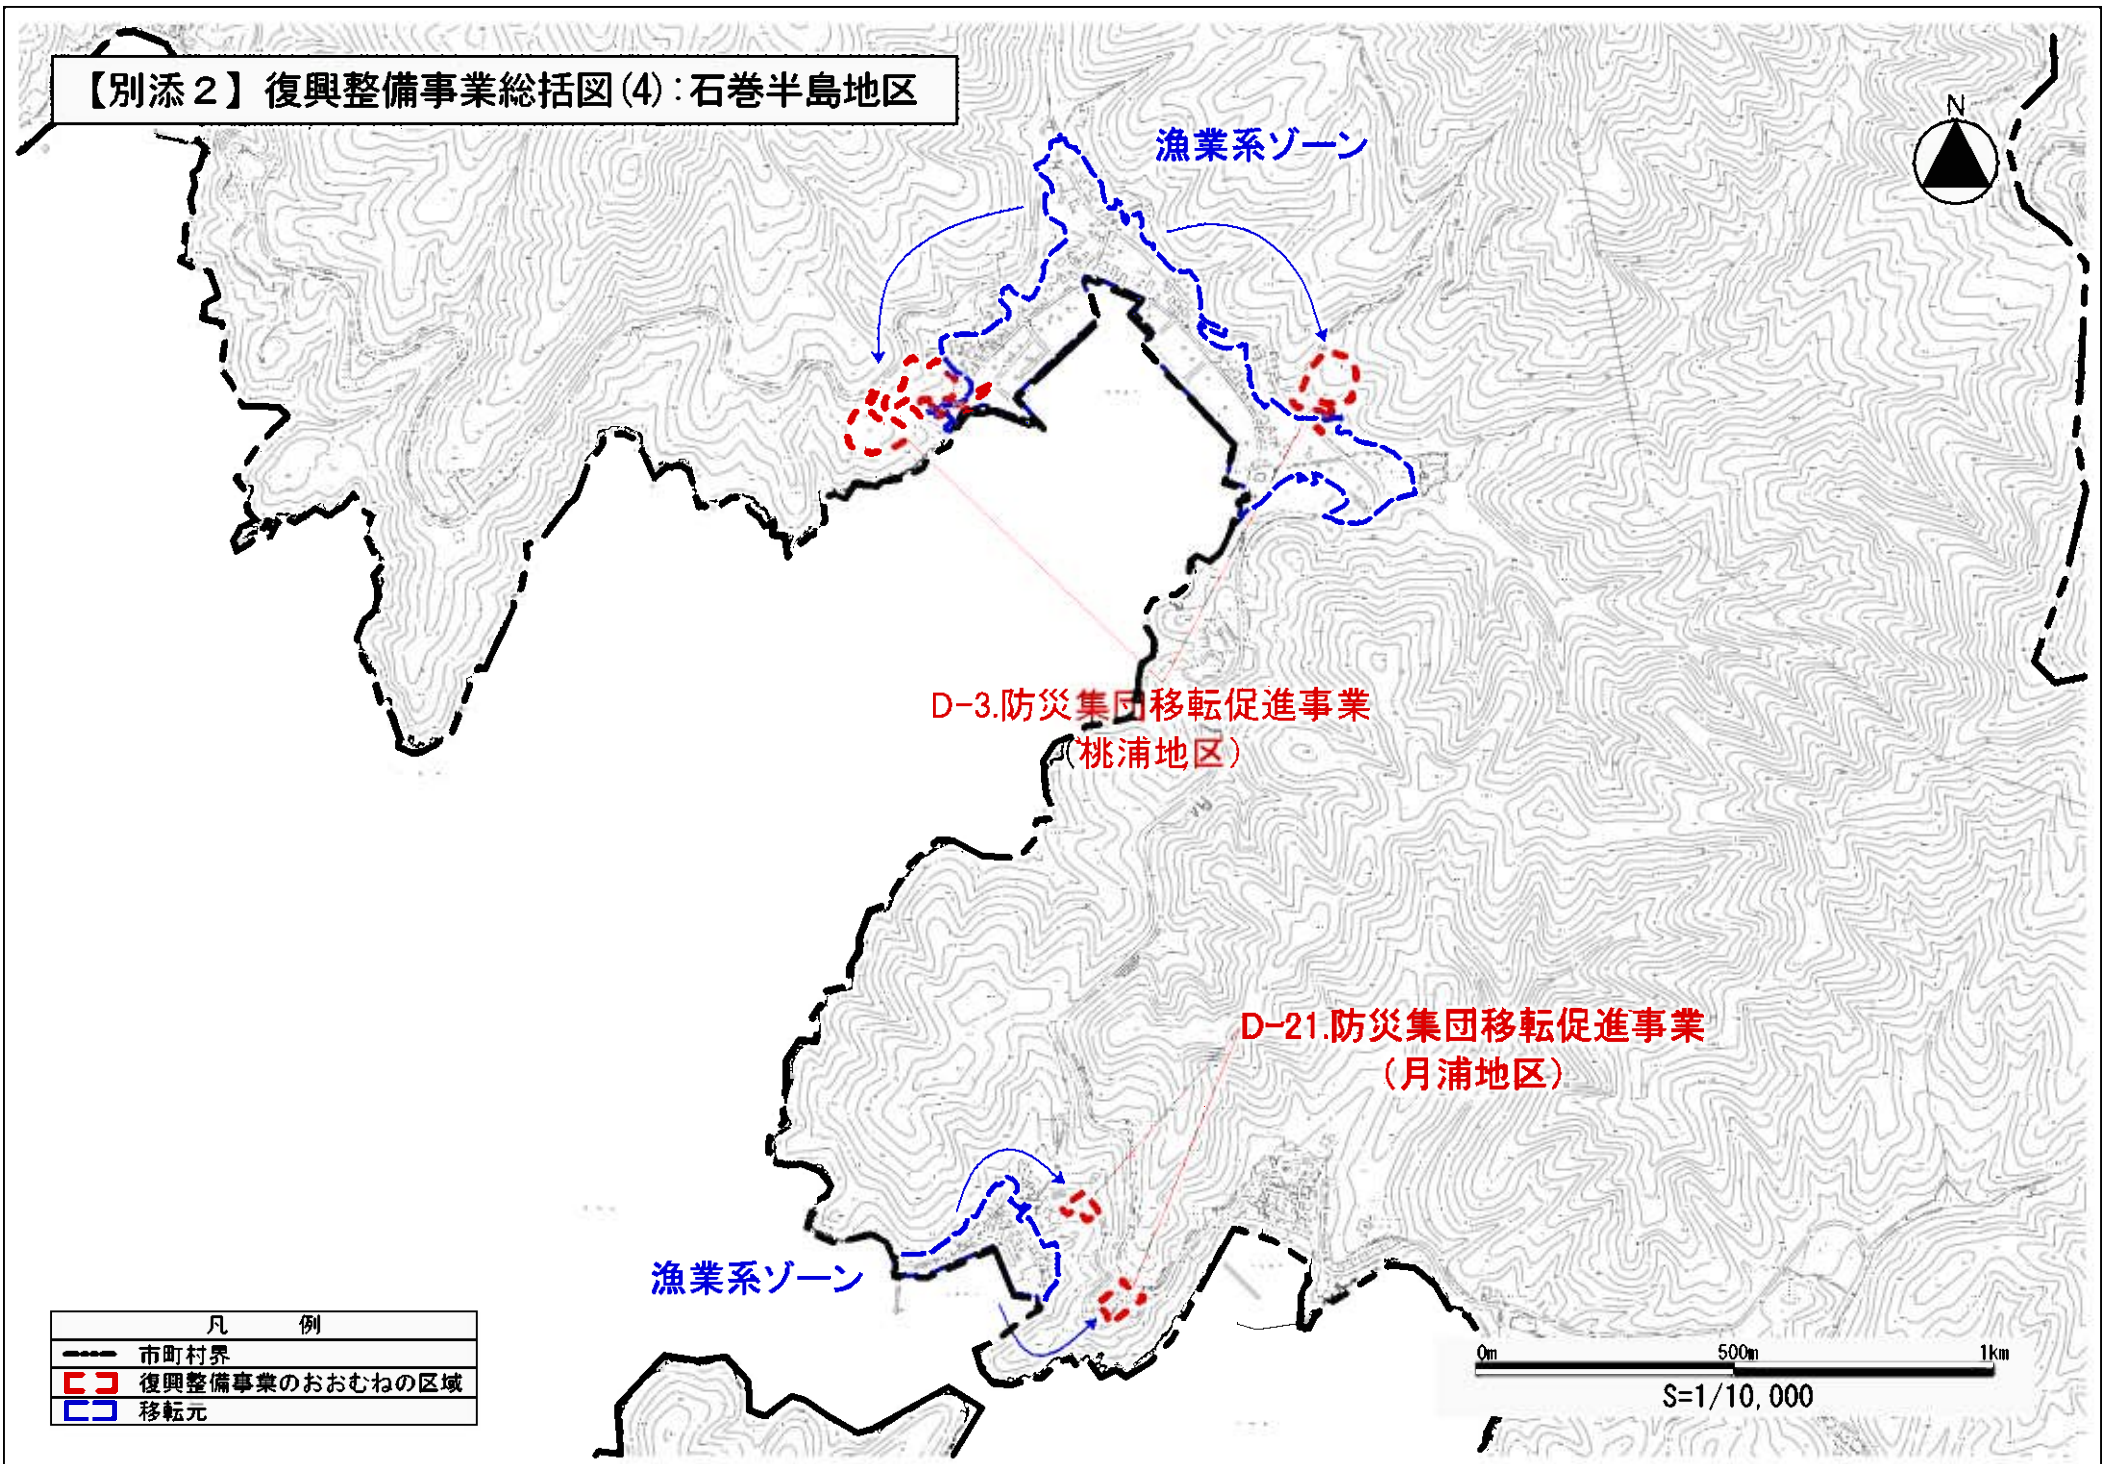 【別添２】復興整備事業総括図(4):石巻半島地区
漁業系ゾーン
N
D-3.防災集団移転促進事業
(桃浦地区)
D-21.防災集団移転促進事業
(月浦地区)
漁業系ゾーン
凡　例
市町村界
復興整備事業のおおむねの区域
移転元
0m 500m 1km
S=1/10,000